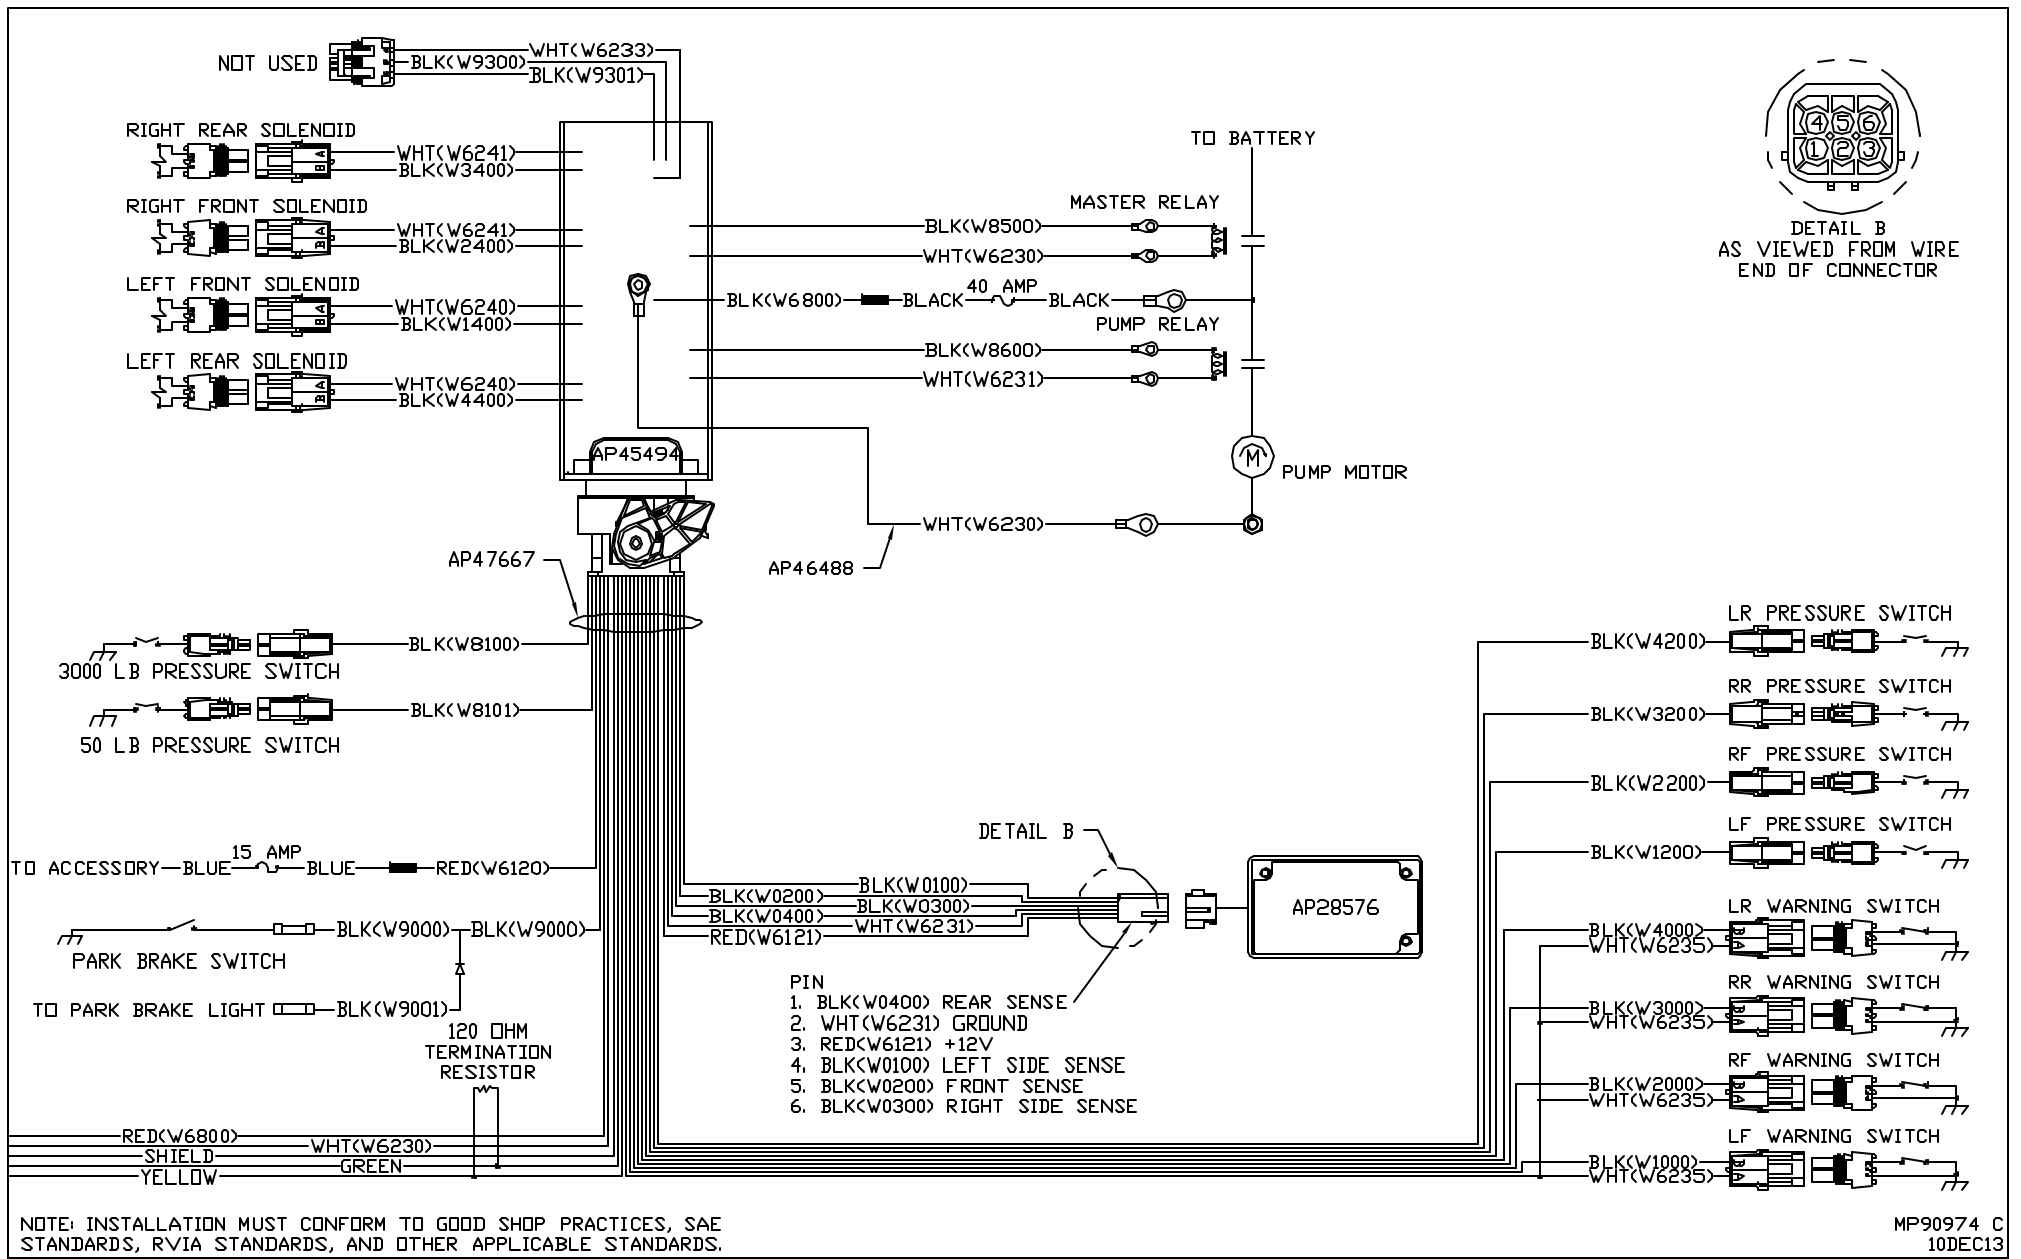 NOT USED
WHT(W6233)
BLK(W9300)
BLK(W9301)
RIGHT REAR SOLENOID
WHT(W6241)
BLK(W3400)
A
B
RIGHT FRONT SOLENOID
WHT(W6241)
BLK(W2400)
A
B
LEFT FRONT SOLENOID
WHT(W6240)
BLK(W1400)
A
B
LEFT REAR SOLENOID
WHT(W6240)
BLK(W4400)
A
B
TO BATTERY
MASTER RELAY
BLK(W8500)
WHT(W6230)
BLK(W6800)
BLACK
40 AMP
BLACK
PUMP RELAY
BLK(W8600)
WHT(W6231)
M
PUMP MOTOR
WHT(W6230)
AP46488
AP45494
AP47667
4 5 6
1 2 3
DETAIL B
AS VIEWED FROM WIRE
END OF CONNECTOR
BLK(W8100)
3000 LB PRESSURE SWITCH
BLK(W8101)
50 LB PRESSURE SWITCH
TO ACCESSORY
BLUE
15 AMP
BLUE
RED(W6120)
BLK(W9000)
BLK(W9000)
PARK BRAKE SWITCH
TO PARK BRAKE LIGHT
BLK(W9001)
120 OHM
TERMINATION
RESISTOR
RED(W6800)
WHT(W6230)
SHIELD
GREEN
YELLOW
DETAIL B
BLK(W0100)
BLK(W0200)
BLK(W0300)
BLK(W0400)
WHT(W6231)
RED(W6121)
AP28576
PIN
1. BLK(W0400) REAR SENSE
2. WHT(W6231) GROUND
3. RED(W6121) +12V
4. BLK(W0100) LEFT SIDE SENSE
5. BLK(W0200) FRONT SENSE
6. BLK(W0300) RIGHT SIDE SENSE
LR PRESSURE SWITCH
BLK(W4200)
RR PRESSURE SWITCH
BLK(W3200)
RF PRESSURE SWITCH
BLK(W2200)
LF PRESSURE SWITCH
BLK(W1200)
LR WARNING SWITCH
BLK(W4000)
WHT(W6235)
B
A
RR WARNING SWITCH
BLK(W3000)
WHT(W6235)
B
A
RF WARNING SWITCH
BLK(W2000)
WHT(W6235)
B
A
LF WARNING SWITCH
BLK(W1000)
WHT(W6235)
B
A
NOTE: INSTALLATION MUST CONFORM TO GOOD SHOP PRACTICES, SAE
STANDARDS, RVIA STANDARDS, AND OTHER APPLICABLE STANDARDS.
MP90974 C
10DEC13